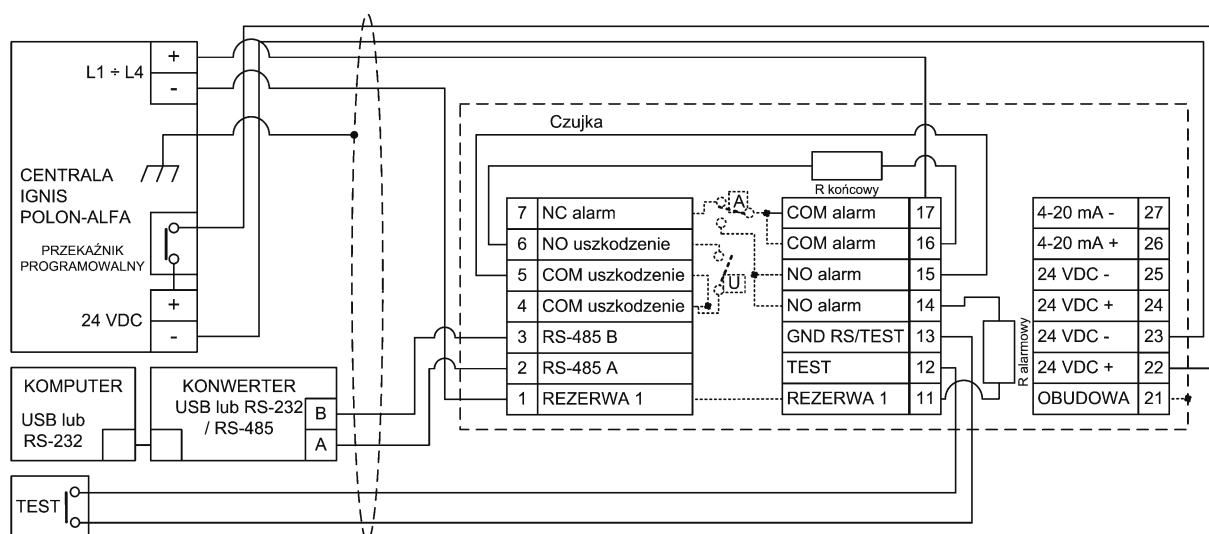 L1 ÷ L4
+
-
CENTRALA
IGNIS
POLON-ALFA
PRZEKAŹNIK
PROGRAMOWALNY
24 VDC
+
-
KOMPUTER
USB lub
RS-232
KONWERTER
USB lub RS-232
/ RS-485
B
A
TEST
Czujka
R końcowy
7 NC alarm
6 NO uszkodzenie
5 COM uszkodzenie
4 COM uszkodzenie
3 RS-485 B
2 RS-485 A
1 REZERWA 1
A
U
COM alarm 17
COM alarm 16
NO alarm 15
NO alarm 14
GND RS/TEST 13
TEST 12
REZERWA 1 11
R alarmowy
4-20 mA - 27
4-20 mA + 26
24 VDC - 25
24 VDC + 24
24 VDC - 23
24 VDC + 22
OBUDOWA 21